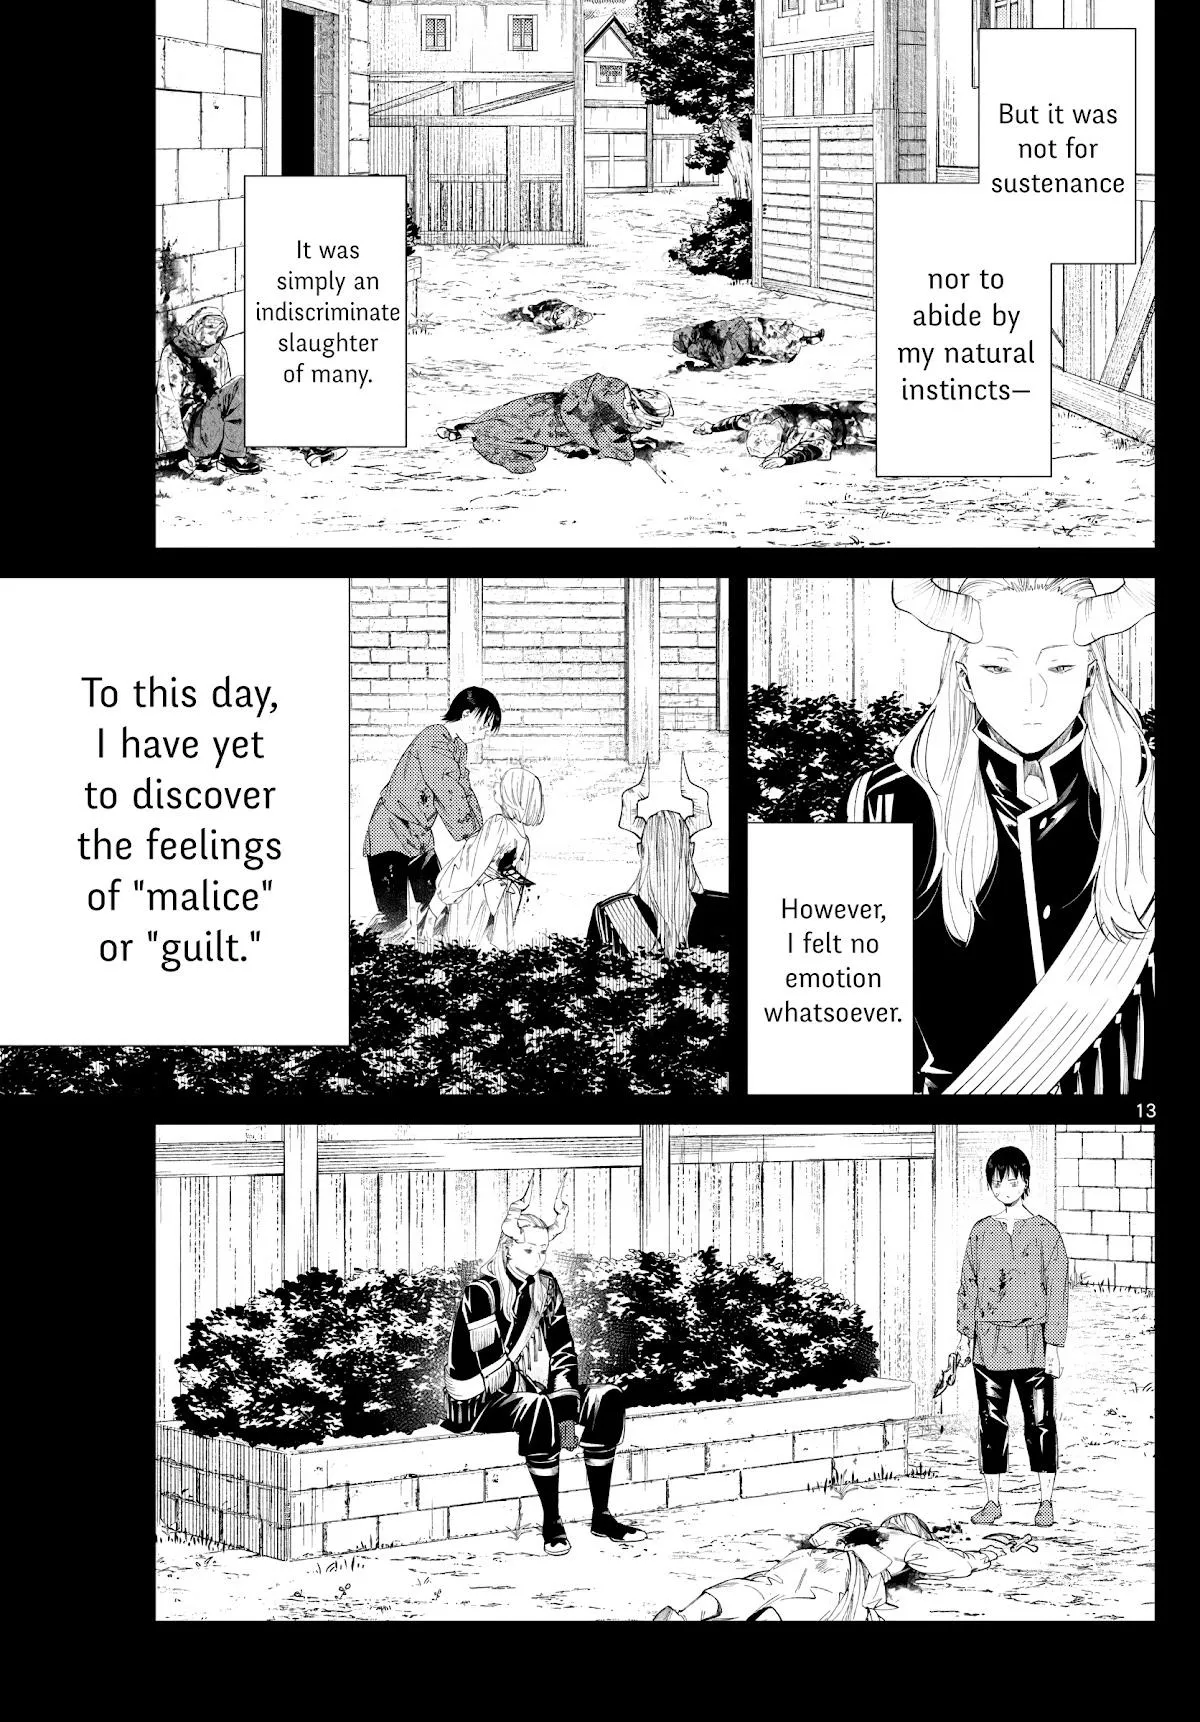 But it was
not for
sustenance
nor to
abide by
my natural
instincts—
It was
simply an
indiscriminate
slaughter
of many.
However,
I felt no
emotion
whatsoever.
To this day,
I have yet
to discover
the feelings
of "malice"
or "guilt."
13